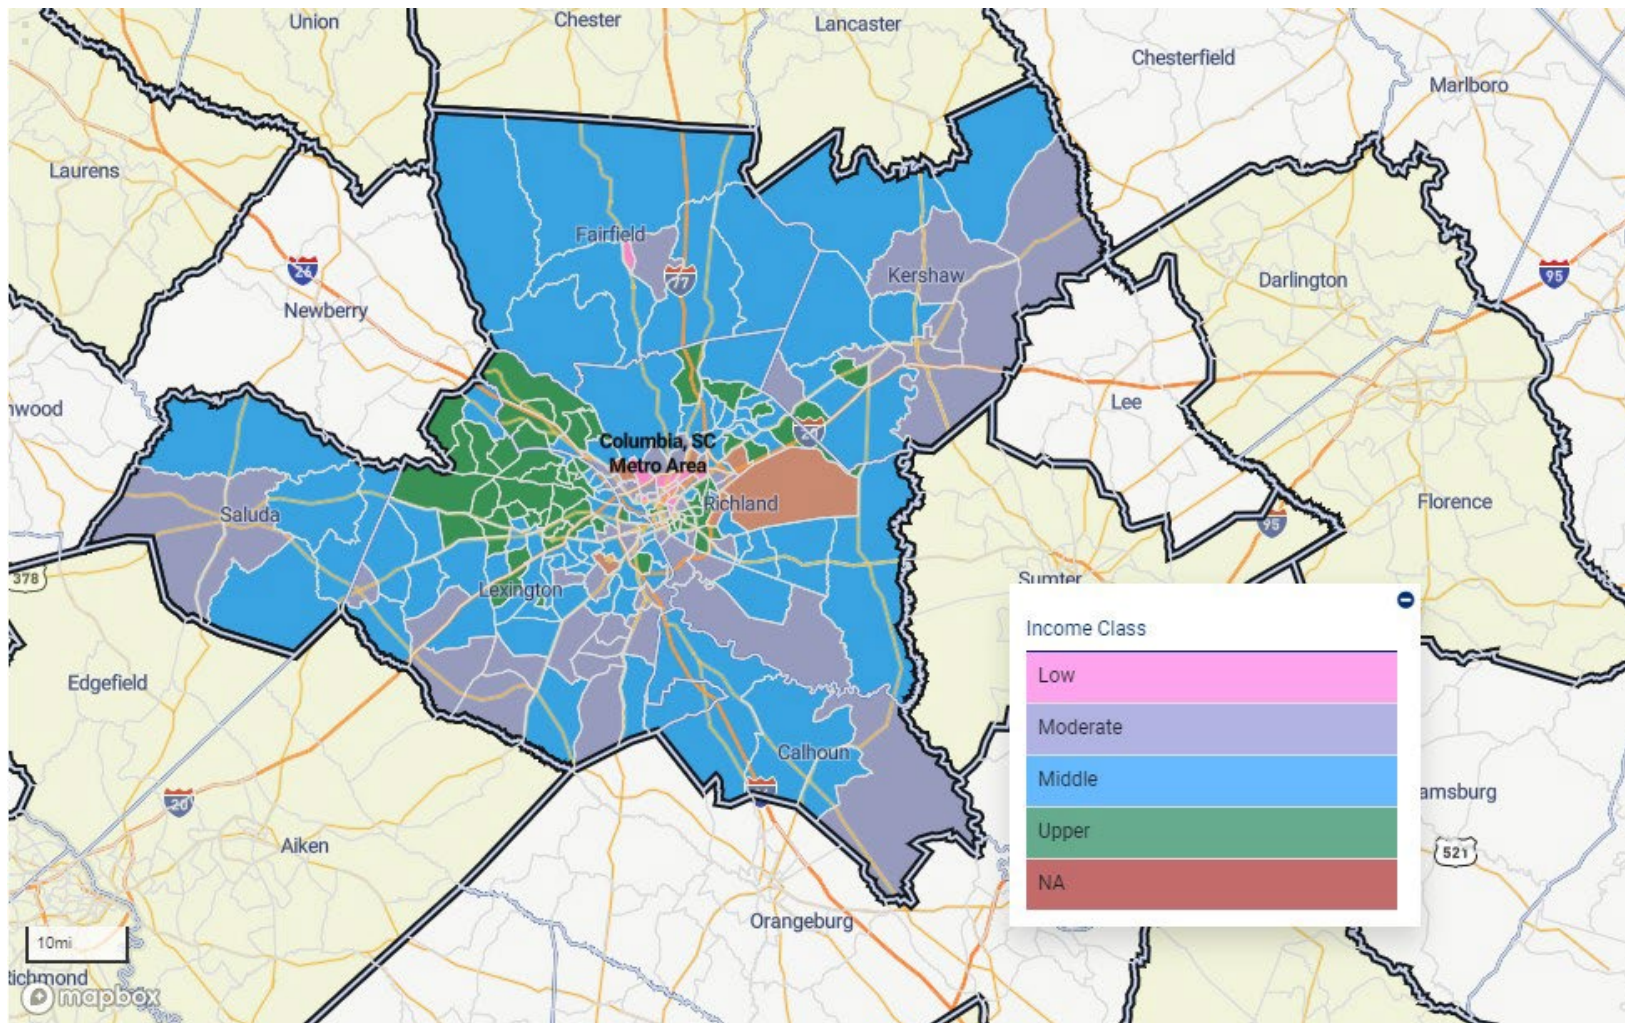 Union
Chester
Lancaster
Chesterfield
Marlboro
Laurens
Fairfield
77
26
Kershaw
Darlington
95
Newberry
nwood
Lee
Columbia, SC
Metro Area
Richland
Saluda
Florence
95
378
Sumter
Lexington
Income Class
Low
Moderate
Middle
Upper
NA
Edgefield
Calhoun
amsburg
20
521
Aiken
Orangeburg
10mi
Richmond
mapbox